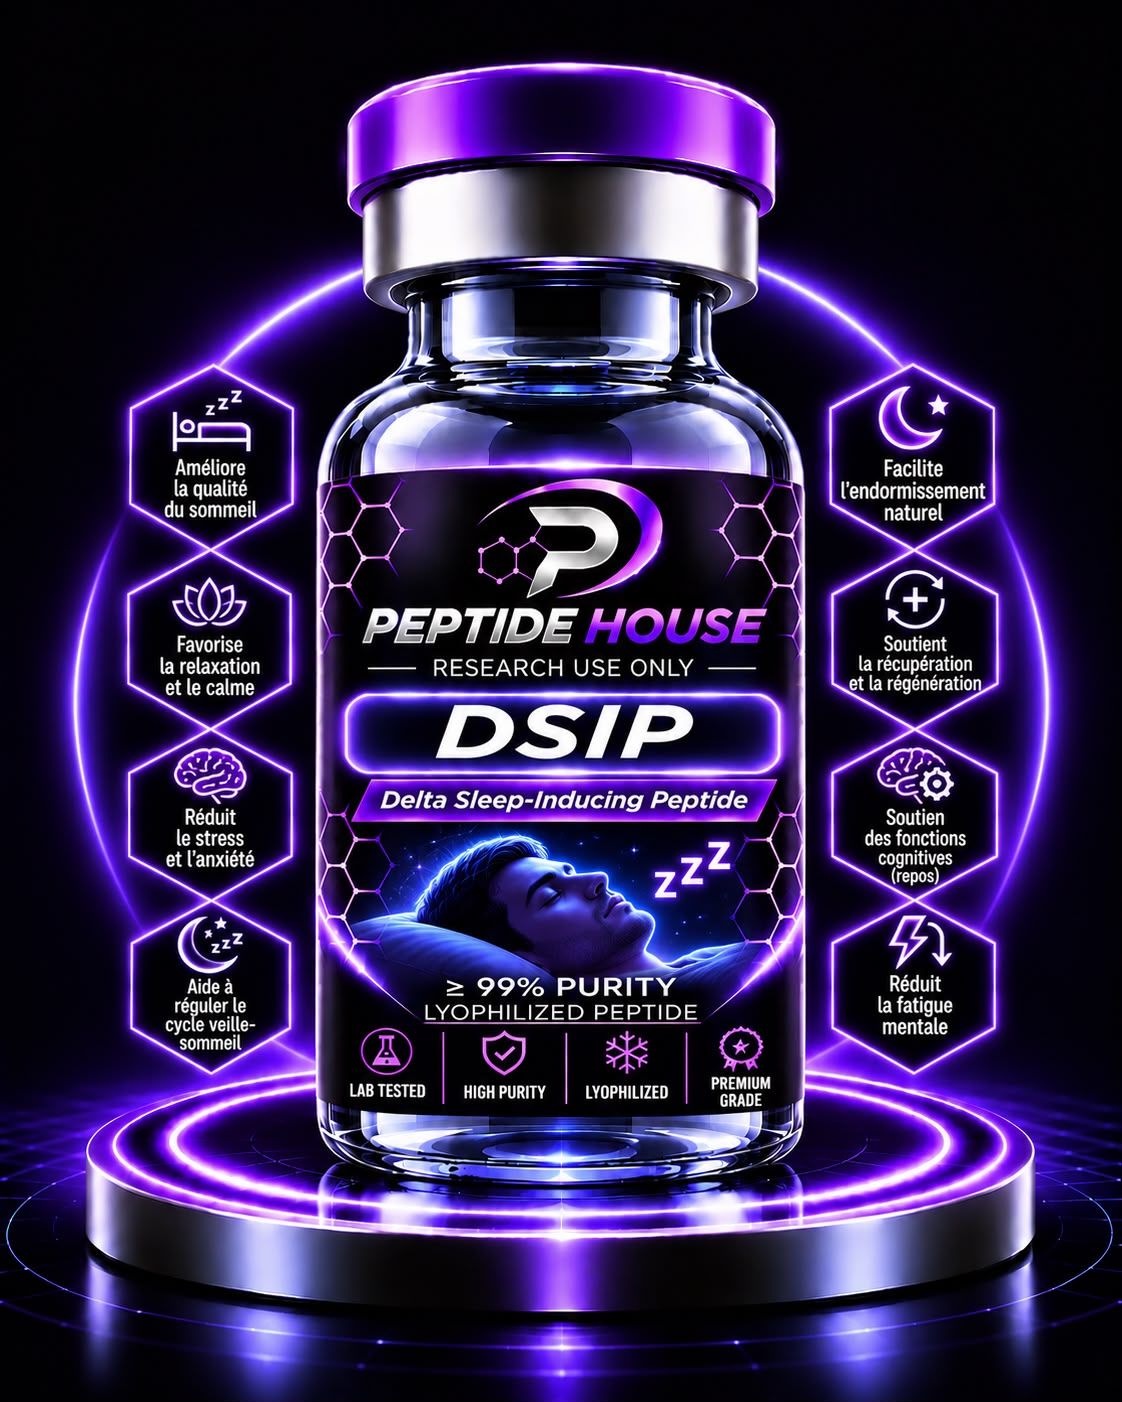 PEPTIDE HOUSE
RESEARCH USE ONLY
DSIP
Delta Sleep-Inducing Peptide
zzz
≥ 99% PURITY
LYOPHILIZED PEPTIDE
LAB TESTED
HIGH PURITY
LYOPHILIZED
PREMIUM
GRADE
zzz
Améliore
la qualité
du sommeil
Favorise
la relaxation
et le calme
Réduit
le stress
et l'anxiété
zzz
Aide à
réguler le
cycle veille-
sommeil
Facilite
l'endormissement
naturel
Soutient
la récupération
et la régénération
Soutien
des fonctions
cognitives
(repos)
Réduit
la fatigue
mentale